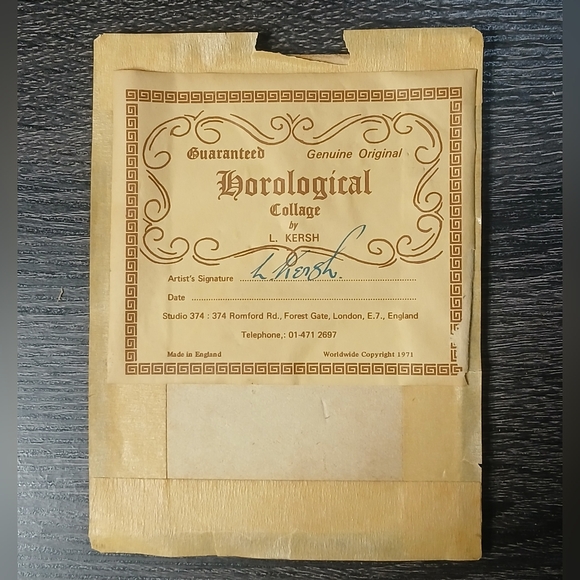 Guaranteed Genuine Original
Horological
Collage
by
L. KERSH
Artist's Signature ........ L. Kersh.
Date ........
Studio 374 : 374 Romford Rd., Forest Gate, London, E.7., England
Telephone,: 01-471 2697
Made in England Worldwide Copyright 1971